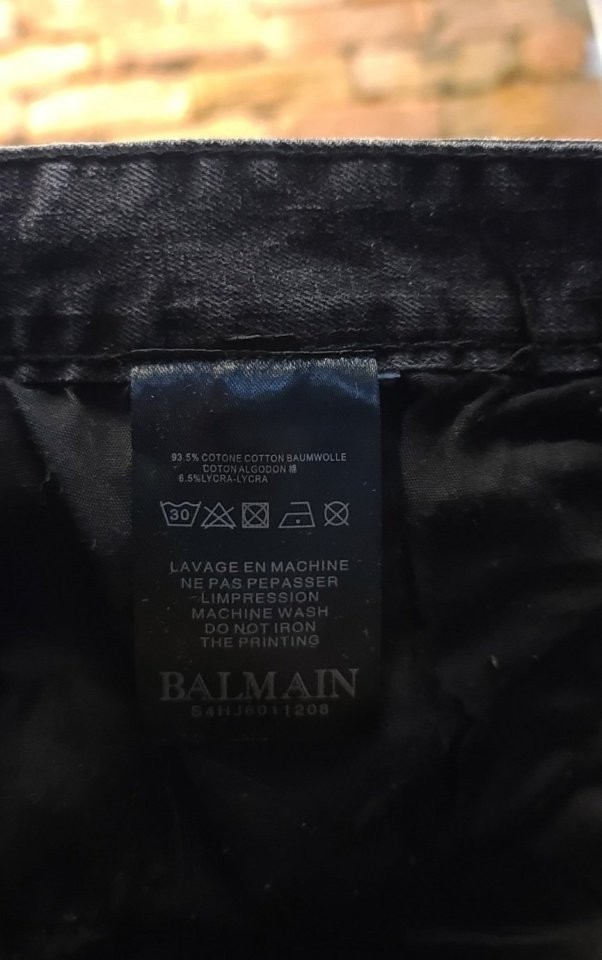 93.5% COTONE COTTON BAUMWOLLE
COTON ALGODON 棉
6.5%LYCRA-LYCRA
30
LAVAGE EN MACHINE
NE PAS PEPASSER
LIMPRESSION
MACHINE WASH
DO NOT IRON
THE PRINTING
BALMAIN
S4HJ6011208